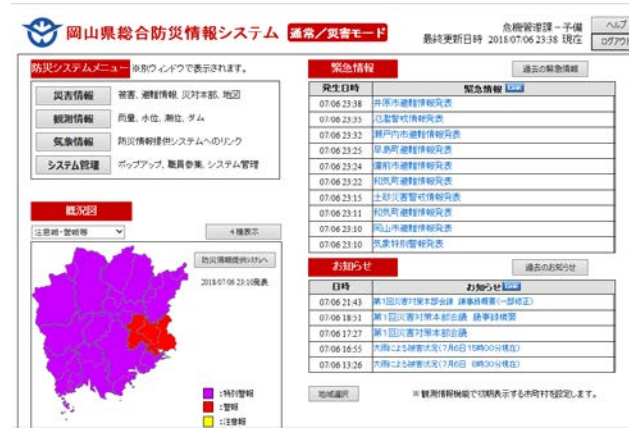 岡山県総合防災情報システム 通常／災害モード
危機管理課－予備
最終更新日時 2018/07/06 23:38 現在
ヘルプ
ログアウト
防災システムメニュー ※別ウィンドウで表示されます。
災害情報 被害、避難情報、災対本部、地図
観測情報 雨量、水位、潮位、ダム
気象情報 防災情報提供システムへのリンク
システム管理 ポップアップ、職員参集、システム管理
概況図
注意報・警報等
4種表示
防災情報提供システムへ
2018/07/06 23:10発表
:特別警報
:警報
:注意報
緊急情報 過去の緊急情報
発生日時 緊急情報 Link
07/06 23:38 井原市避難情報発表
07/06 23:35 氾濫警戒情報発表
07/06 23:32 瀬戸内市避難情報発表
07/06 23:25 早島町避難情報発表
07/06 23:24 備前市避難情報発表
07/06 23:22 和気町避難情報発表
07/06 23:15 土砂災害警戒情報発表
07/06 23:11 和気町避難情報発表
07/06 23:10 岡山市避難情報発表
07/06 23:10 気象特別警報発表
お知らせ 過去のお知らせ
日時 お知らせ Link
07/06 21:43 第1回災害対策本部会議 議事録概要(一部修正)
07/06 18:51 第1回災害対策本部会議 議事録概要
07/06 17:27 第1回災害対策本部会議
07/06 16:55 大雨による被害状況(7月6日 15時00分現在)
07/06 13:26 大雨による被害状況(7月6日 8時30分現在)
地域選択 ※観測情報機能で初期表示する市町村を設定します。